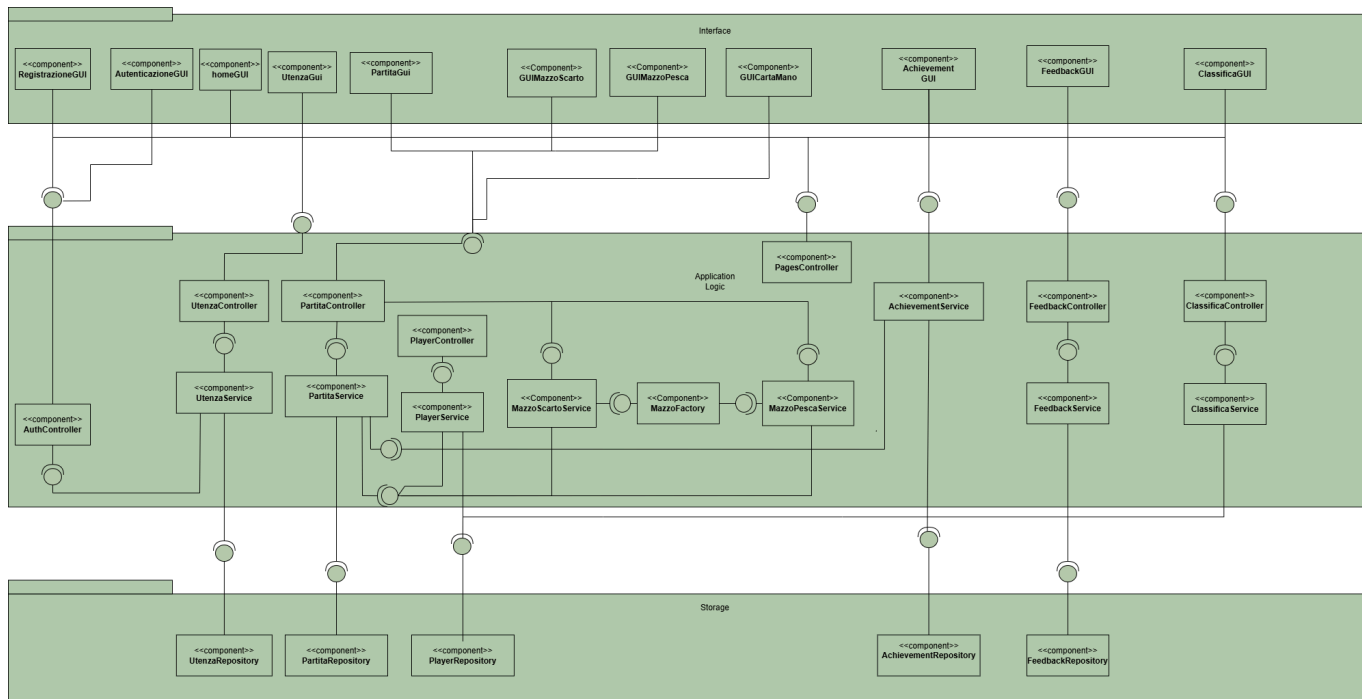 Interface
<<component>>
RegistrazioneGUI
<<component>>
AutenticazioneGUI
<<component>>
homeGUI
<<component>>
UtenzaGui
<<component>>
PartitaGui
<<Component>>
GUIMazzoScarto
<<Component>>
GUIMazzoPesca
<<Component>>
GUICartaMano
<<component>>
Achievement
GUI
<<component>>
FeedbackGUI
<<component>>
ClassificaGUI
Application
Logic
<<component>>
PagesController
<<component>>
UtenzaController
<<component>>
PartitaController
<<component>>
AchievementService
<<component>>
FeedbackController
<<component>>
ClassificaController
<<component>>
PlayerController
<<component>>
UtenzaService
<<component>>
PartitaService
<<component>>
PlayerService
<<Component>>
MazzoScartoService
<<Component>>
MazzoFactory
<<Component>>
MazzoPescaService
<<component>>
FeedbackService
<<component>>
ClassificaService
<<component>>
AuthController
Storage
<<component>>
UtenzaRepository
<<component>>
PartitaRepository
<<component>>
PlayerRepository
<<component>>
AchievementRepository
<<component>>
FeedbackRepository